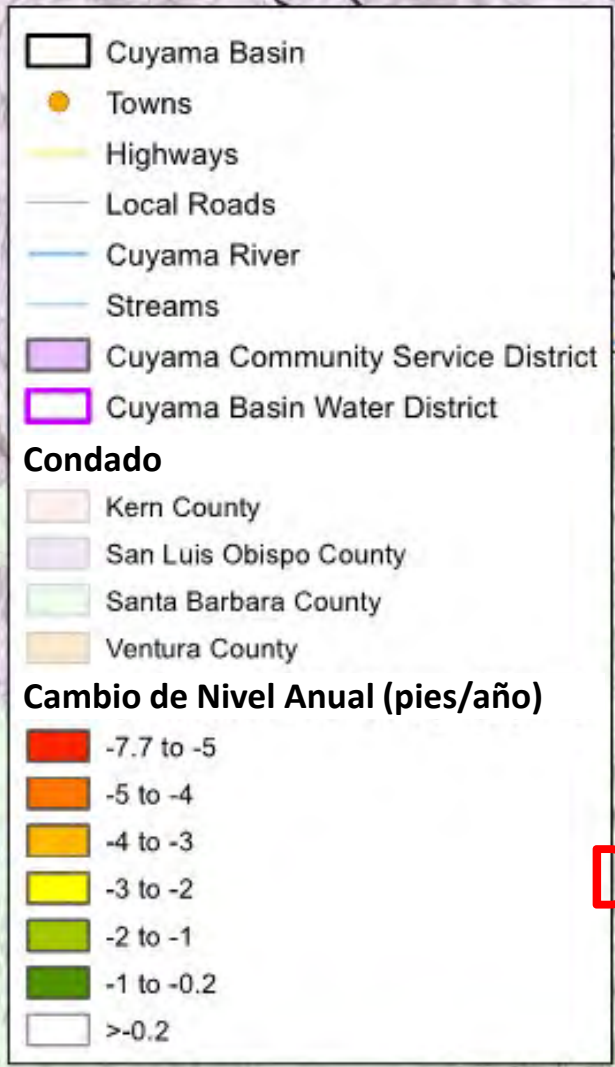 Cuyama Basin
Towns
Highways
Local Roads
Cuyama River
Streams
Cuyama Community Service District
Cuyama Basin Water District
Condado
Kern County
San Luis Obispo County
Santa Barbara County
Ventura County
Cambio de Nivel Anual (pies/año)
-7.7 to -5
-5 to -4
-4 to -3
-3 to -2
-2 to -1
-1 to -0.2
>-0.2